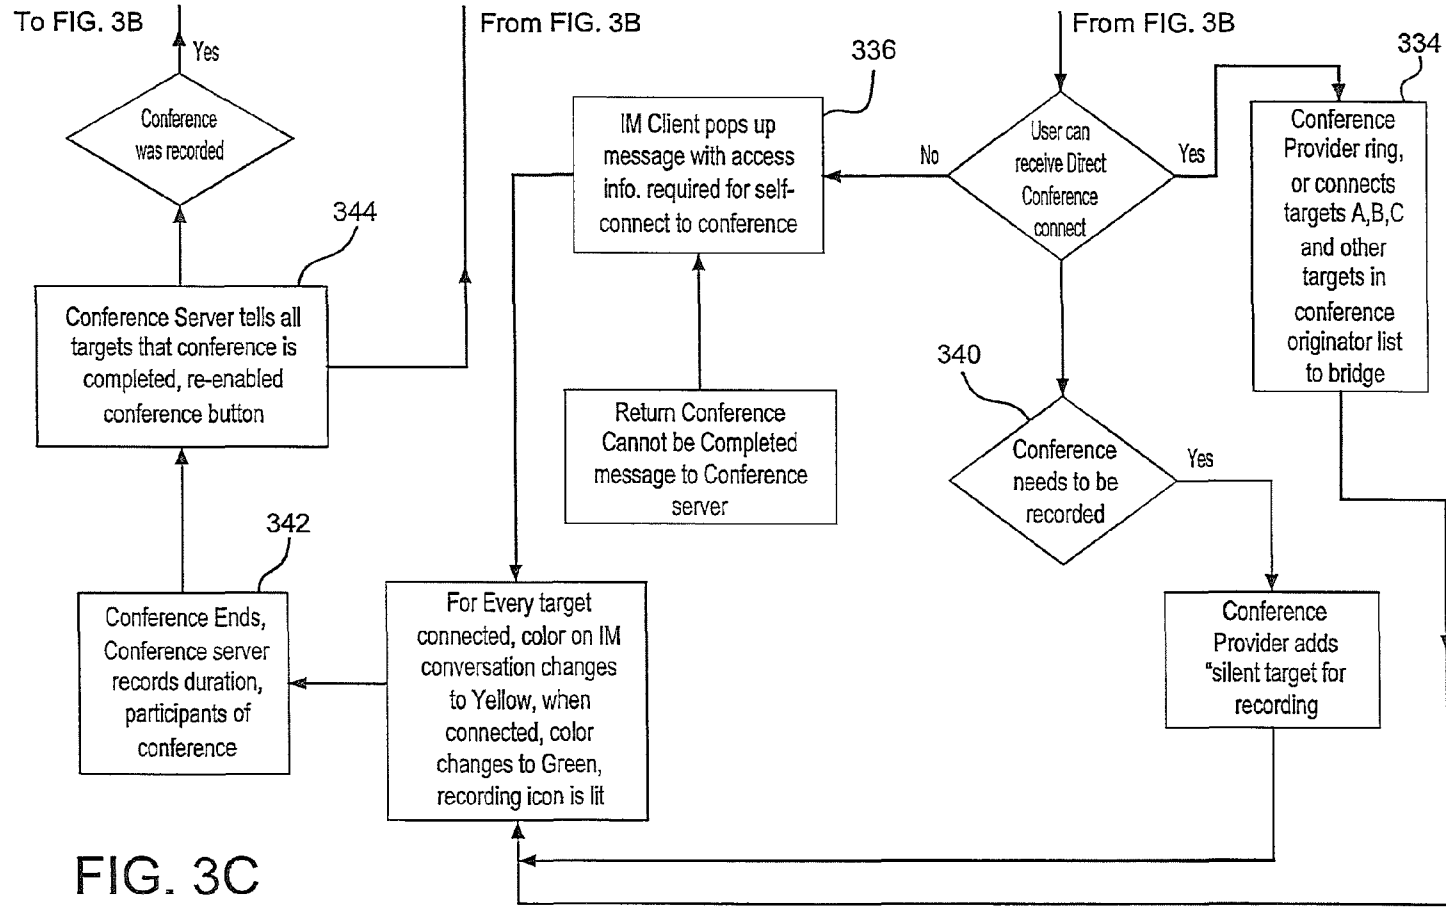 To FIG. 3B
Yes
Conference
was recorded
344
Conference Server tells all
targets that conference is
completed, re-enabled
conference button
342
Conference Ends,
Conference server
records duration,
participants of
conference
From FIG. 3B
336
IM Client pops up
message with access
info. required for self-
connect to conference
Return Conference
Cannot be Completed
message to Conference
server
For Every target
connected, color on IM
conversation changes
to Yellow, when
connected, color
changes to Green,
recording icon is lit
From FIG. 3B
User can
receive Direct
Conference
connect
No
Yes
334
Conference
Provider ring,
or connects
targets A,B,C
and other
targets in
conference
originator list
to bridge
340
Conference
needs to be
recorded
Yes
Conference
Provider adds
"silent target for
recording
FIG. 3C